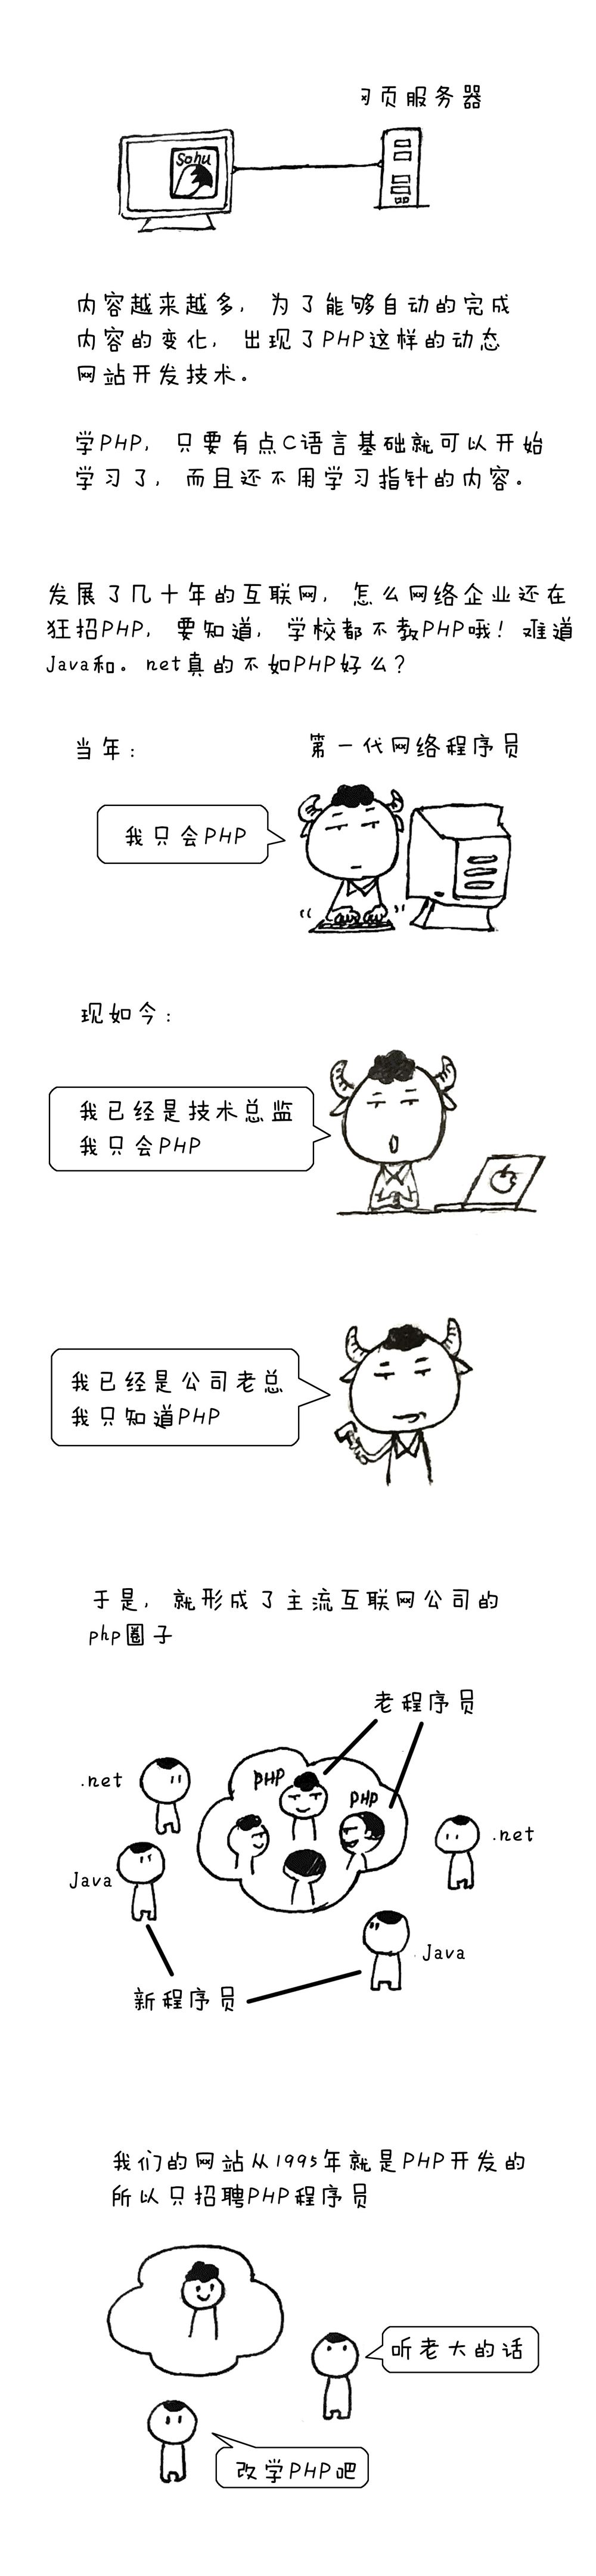 网页服务器
Sohu
内容越来越多，为了能够自动的完成
内容的变化，出现了PHP这样的动态
网站开发技术。
学PHP，只要有点C语言基础就可以开始
学习了，而且还不用学习指针的内容。
发展了几十年的互联网，怎么网络企业还在
狂招PHP，要知道，学校都不教PHP哦！难道
Java和。net真的不如PHP好么？
当年：
第一代网络程序员
我只会PHP
现如今：
我已经是技术总监
我只会PHP
我已经是公司老总
我只知道PHP
于是，就形成了主流互联网公司的
php圈子
老程序员
.net
PHP
PHP
.net
Java
Java
新程序员
我们的网站从1995年就是PHP开发的
所以只招聘PHP程序员
听老大的话
改学PHP吧